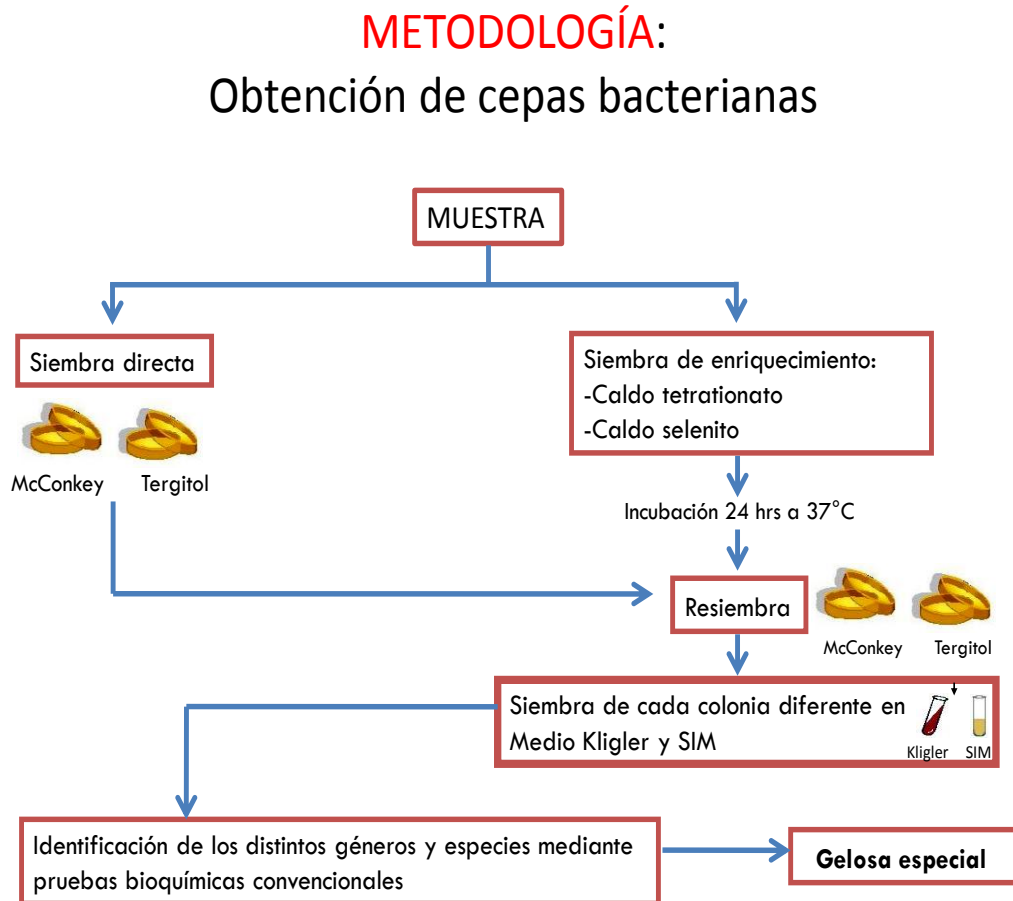 METODOLOGÍA:
Obtención de cepas bacterianas
MUESTRA
Siembra directa
McConkey
Tergitol
Siembra de enriquecimiento:
-Caldo tetrationato
-Caldo selenito
Incubación 24 hrs a 37°C
Resiembra
McConkey
Tergitol
Siembra de cada colonia diferente en
Medio Kligler y SIM
Kligler
SIM
Identificación de los distintos géneros y especies mediante
pruebas bioquímicas convencionales
Gelosa especial